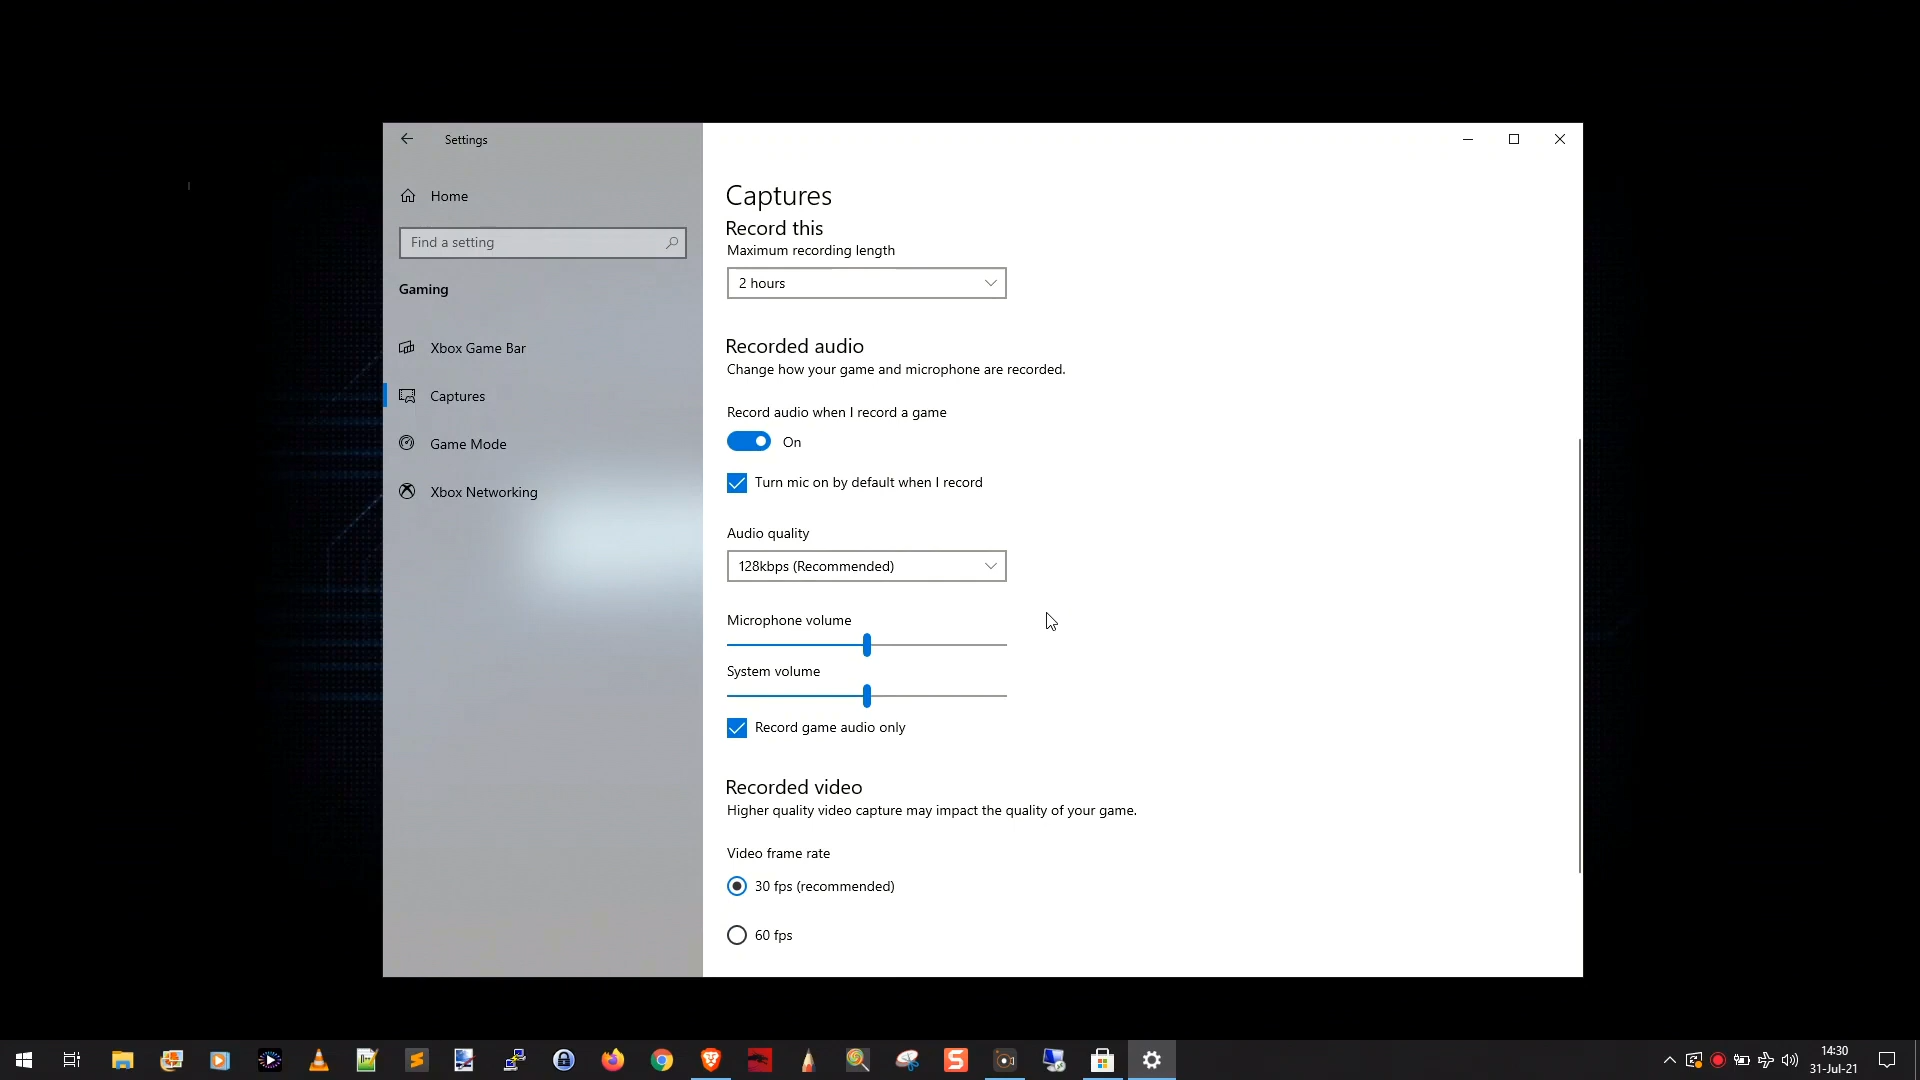 Settings
Home
Find a setting
Gaming
Xbox Game Bar
Captures
Game Mode
Xbox Networking
Captures
Record this
Maximum recording length
2 hours
Recorded audio
Change how your game and microphone are recorded.
Record audio when I record a game
On
Turn mic on by default when I record
Audio quality
128kbps (Recommended)
Microphone volume
System volume
Record game audio only
Recorded video
Higher quality video capture may impact the quality of your game.
Video frame rate
30 fps (recommended)
60 fps
S
14:30
31-Jul-21